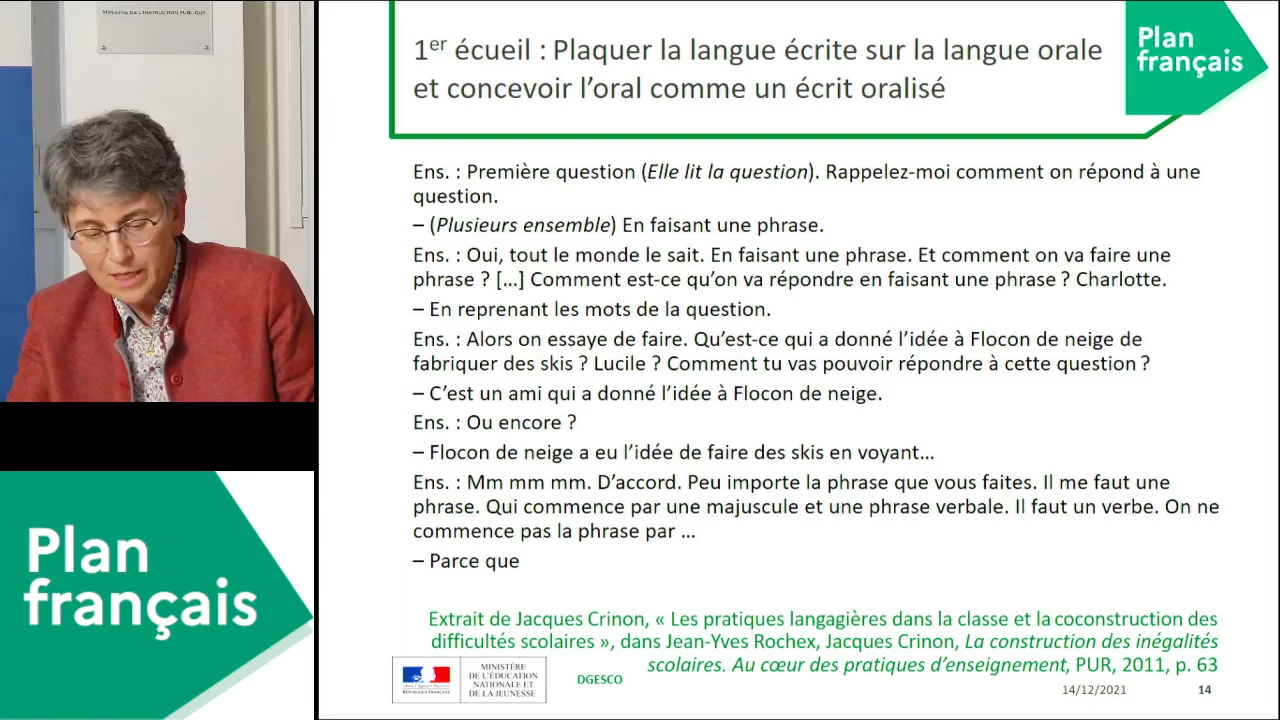 MINISTÈRE DE L'INSTRUCTION PUBLIQUE
1er écueil : Plaquer la langue écrite sur la langue orale
et concevoir l'oral comme un écrit oralisé
Plan
français
Ens. : Première question (Elle lit la question). Rappelez-moi comment on répond à une
question.
– (Plusieurs ensemble) En faisant une phrase.
Ens. : Oui, tout le monde le sait. En faisant une phrase. Et comment on va faire une
phrase ? […] Comment est-ce qu'on va répondre en faisant une phrase ? Charlotte.
– En reprenant les mots de la question.
Ens. : Alors on essaye de faire. Qu'est-ce qui a donné l'idée à Flocon de neige de
fabriquer des skis ? Lucile ? Comment tu vas pouvoir répondre à cette question ?
– C'est un ami qui a donné l'idée à Flocon de neige.
Ens. : Ou encore ?
– Flocon de neige a eu l'idée de faire des skis en voyant…
Ens. : Mm mm mm. D'accord. Peu importe la phrase que vous faites. Il me faut une
phrase. Qui commence par une majuscule et une phrase verbale. Il faut un verbe. On ne
commence pas la phrase par …
– Parce que
Extrait de Jacques Crinon, « Les pratiques langagières dans la classe et la coconstruction des
difficultés scolaires », dans Jean-Yves Rochex, Jacques Crinon, La construction des inégalités
scolaires. Au cœur des pratiques d'enseignement, PUR, 2011, p. 63
MINISTÈRE
DE L'ÉDUCATION
NATIONALE ET
DE LA JEUNESSE
DGESCO
14/12/2021
14
Plan
français